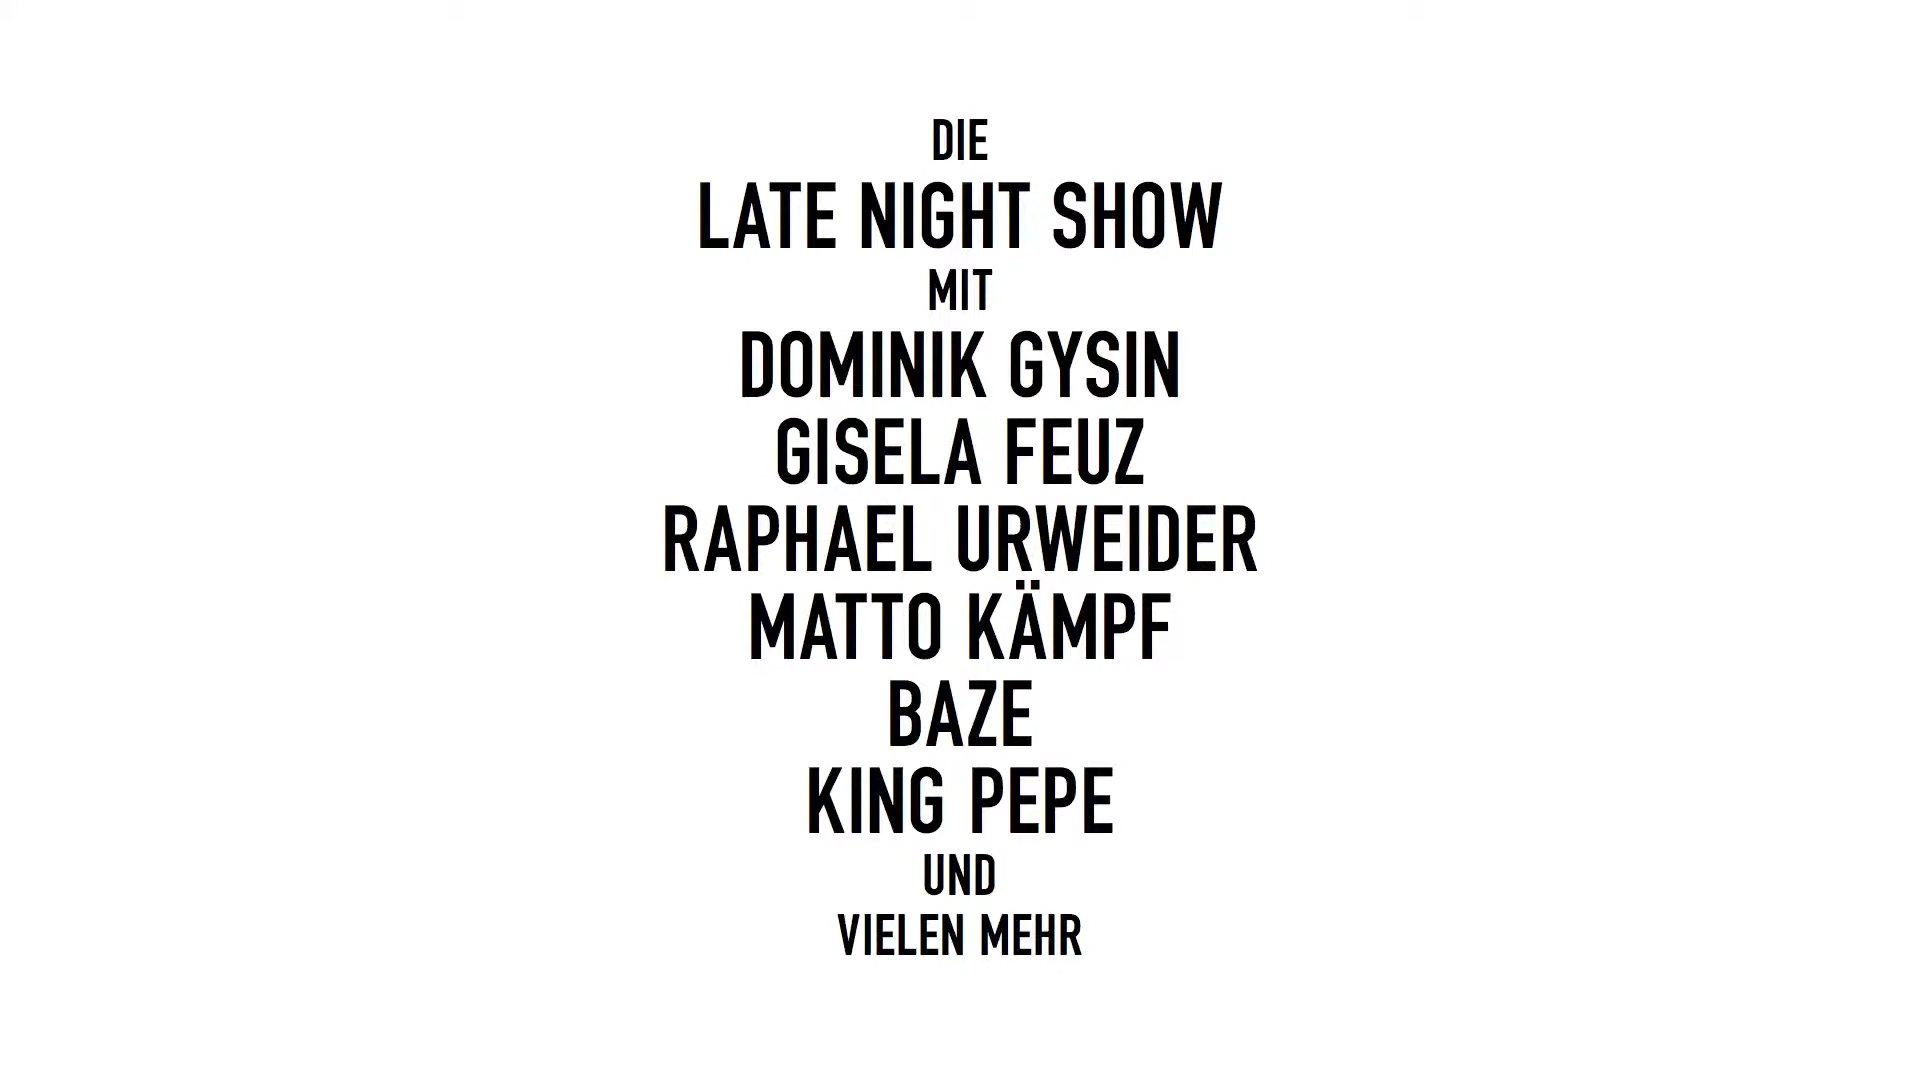 DIE
LATE NIGHT SHOW
MIT
DOMINIK GYSIN
GISELA FEUZ
RAPHAEL URWEIDER
MATTO KÄMPF
BAZE
KING PEPE
UND
VIELEN MEHR